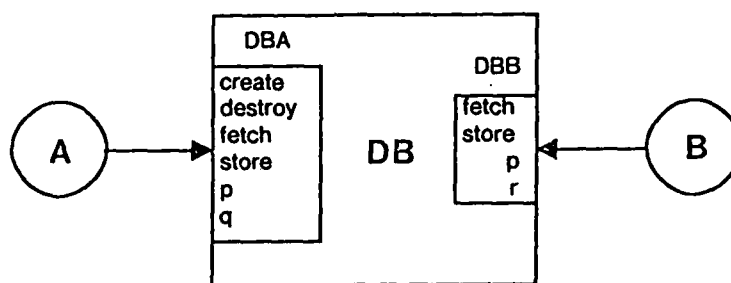 DBA
create
destroy
fetch
store
p
q
A
DB
DBB
fetch
store
p
r
B